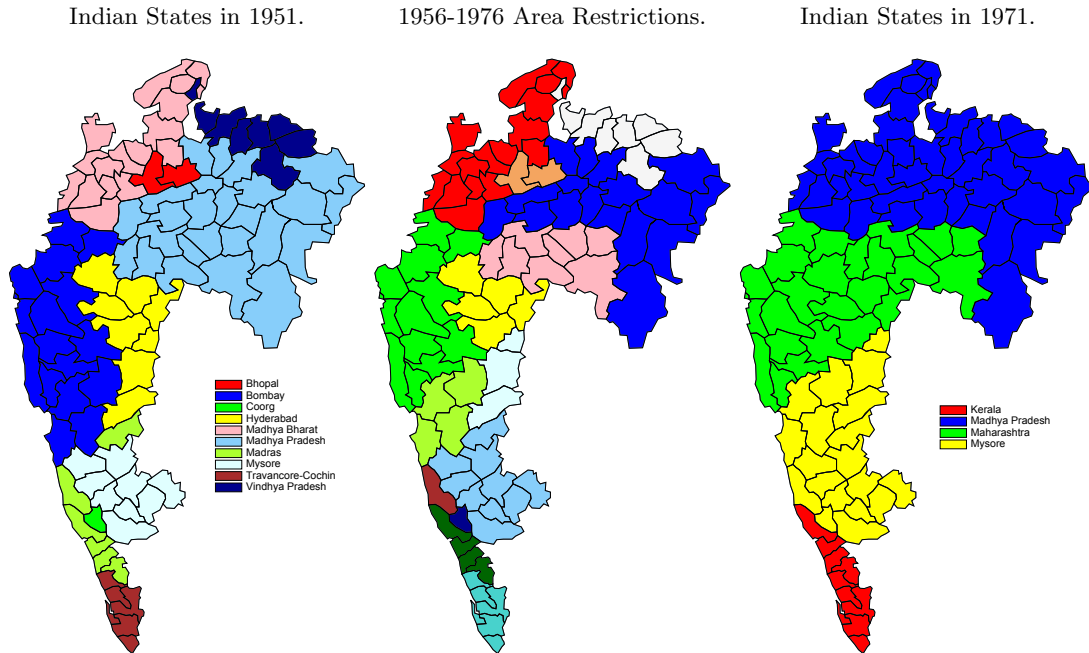 Indian States in 1951.
1956-1976 Area Restrictions.
Indian States in 1971.
Bhopal
Bombay
Coorg
Hyderabad
Madhya Bharat
Madhya Pradesh
Madras
Mysore
Travancore-Cochin
Vindhya Pradesh
Kerala
Madhya Pradesh
Maharashtra
Mysore